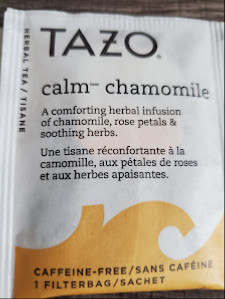 HERBAL TEA / TISANE
TAZO®
calm™ chamomile
A comforting herbal infusion
of chamomile, rose petals &
soothing herbs.
Une tisane réconfortante à la
camomille, aux pétales de roses
et aux herbes apaisantes.
CAFFEINE-FREE/SANS CAFÉINE
1 FILTERBAG/SACHET